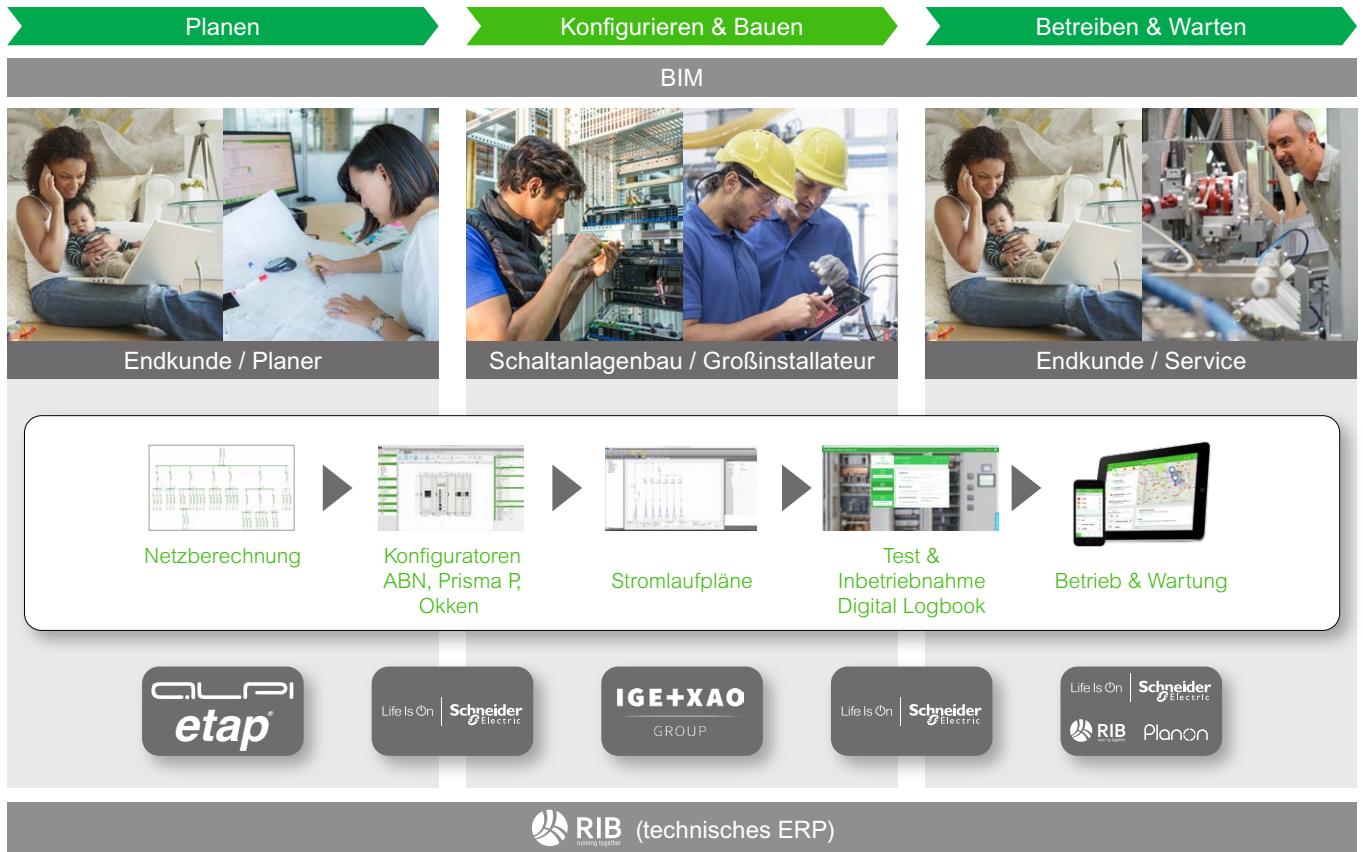 Planen
Konfigurieren & Bauen
Betreiben & Warten
BIM
Endkunde / Planer
Schaltanlagenbau / Großinstallateur
Endkunde / Service
Netzberechnung
Konfiguratoren
ABN, Prisma P,
Okken
Stromlaufpläne
Test &
Inbetriebnahme
Digital Logbook
Betrieb & Wartung
ALPI
etap®
Life Is On | Schneider
Electric
IGE+XAO
GROUP
Life Is On | Schneider
Electric
Life Is On | Schneider
Electric
RIB
running together
Planon
RIB (technisches ERP)
running together